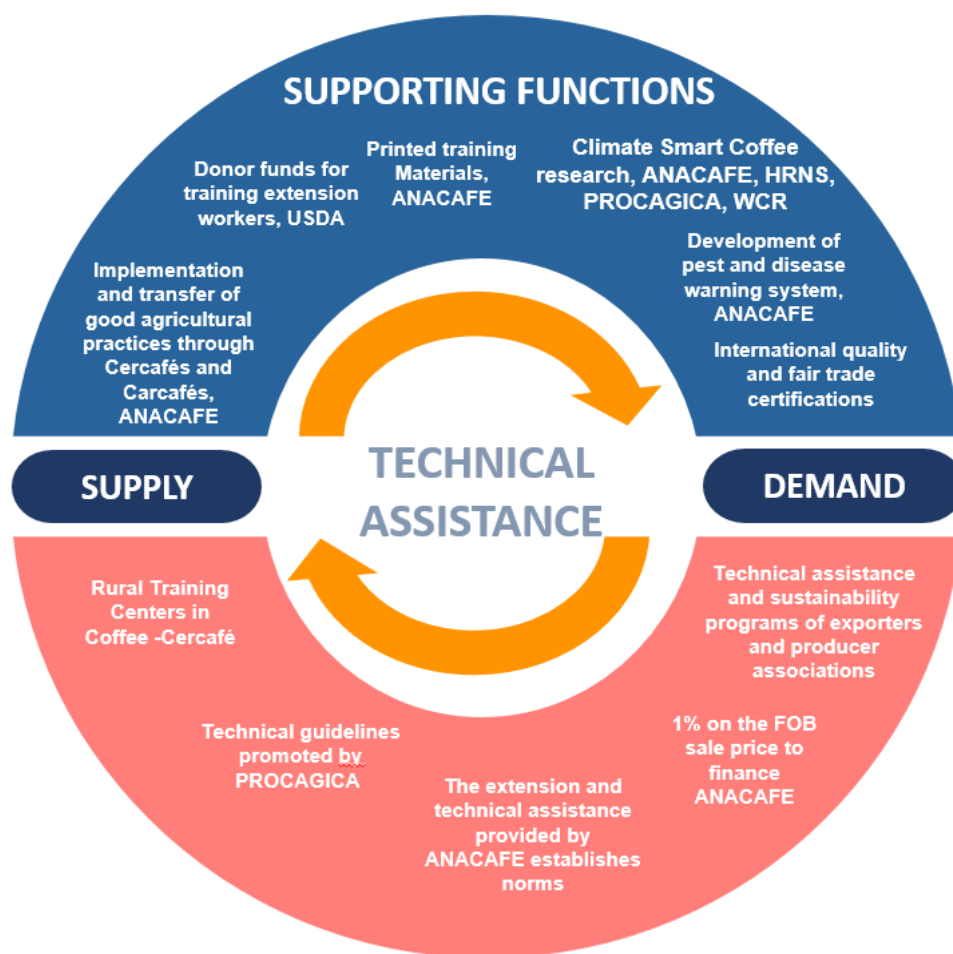 SUPPORTING FUNCTIONS
Donor funds for
training extension
workers, USDA
Printed training
Materials,
ANACAFE
Climate Smart Coffee
research, ANACAFE, HRNS,
PROCAGICA, WCR
Implementation
and transfer of
good agricultural
practices through
Cercafés and
Carcafés,
ANACAFE
Development of
pest and disease
warning system,
ANACAFE
International quality
and fair trade
certifications
SUPPLY
TECHNICAL
ASSISTANCE
DEMAND
Rural Training
Centers in
Coffee -Cercafé
Technical assistance
and sustainability
programs of exporters
and producer
associations
Technical guidelines
promoted by
PROCAGICA
The extension and
technical assistance
provided by
ANACAFE establishes
norms
1% on the FOB
sale price to
finance
ANACAFE